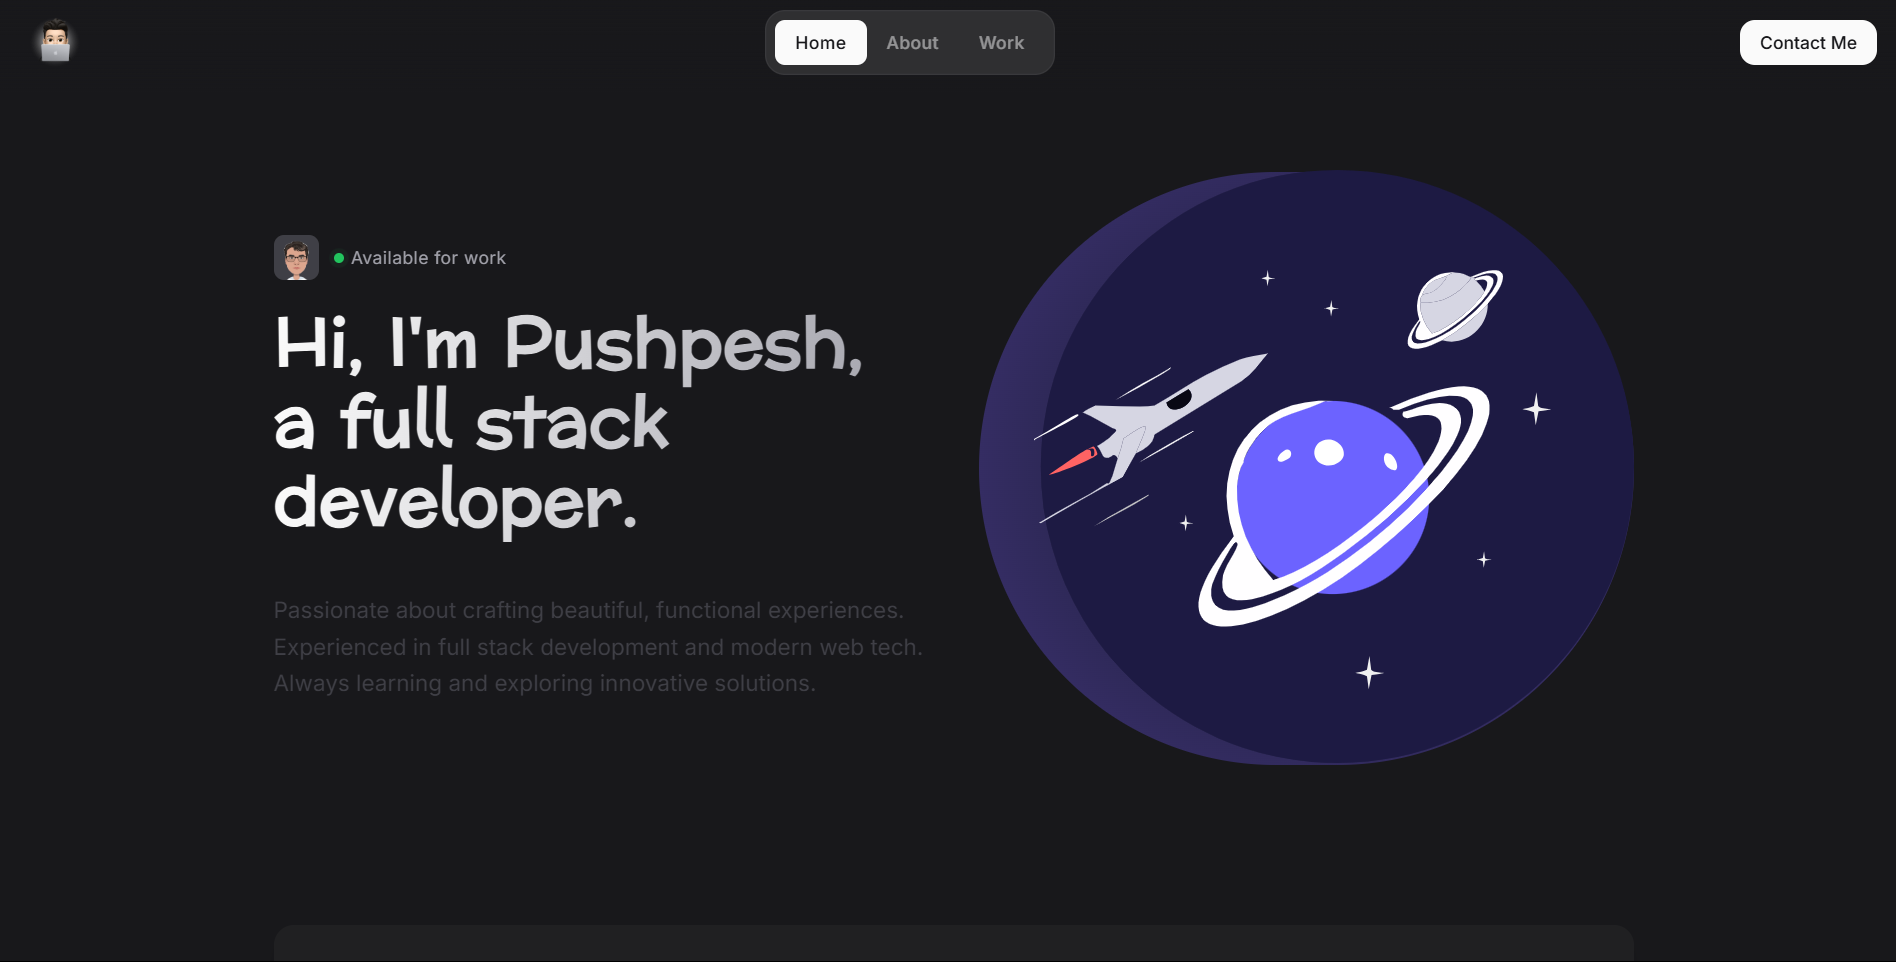 Home
About
Work
Contact Me
Available for work
Hi, I'm Pushpesh,
a full stack
developer.
Passionate about crafting beautiful, functional experiences.
Experienced in full stack development and modern web tech.
Always learning and exploring innovative solutions.